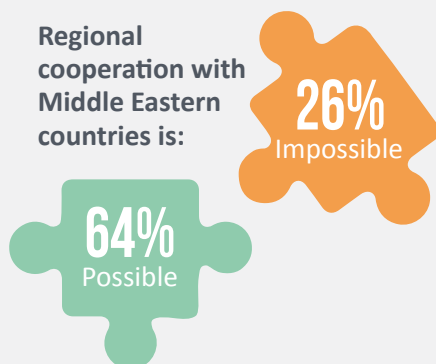 Regional
cooperation with
Middle Eastern
countries is:
26%
Impossible
64%
Possible